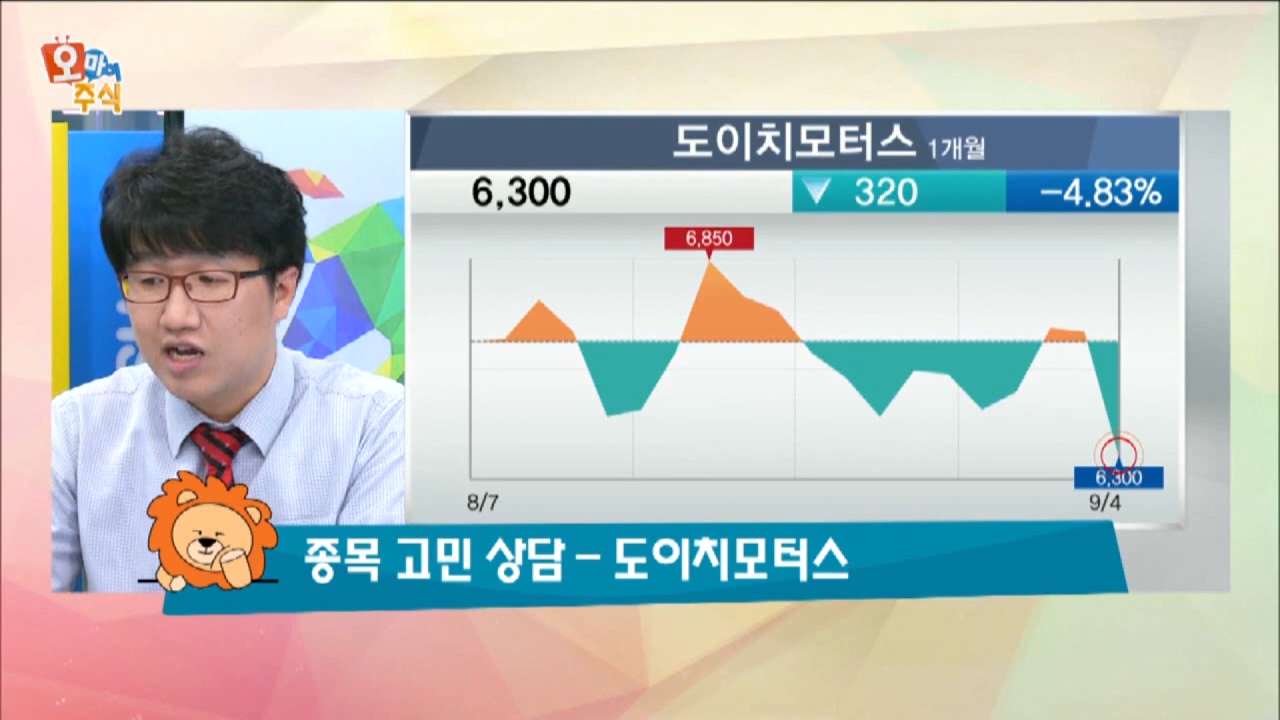 오마이
주식
도이치모터스 1개월
6,300 ▼ 320 -4.83%
6,850
6,300
8/7 9/4
종목 고민 상담 - 도이치모터스